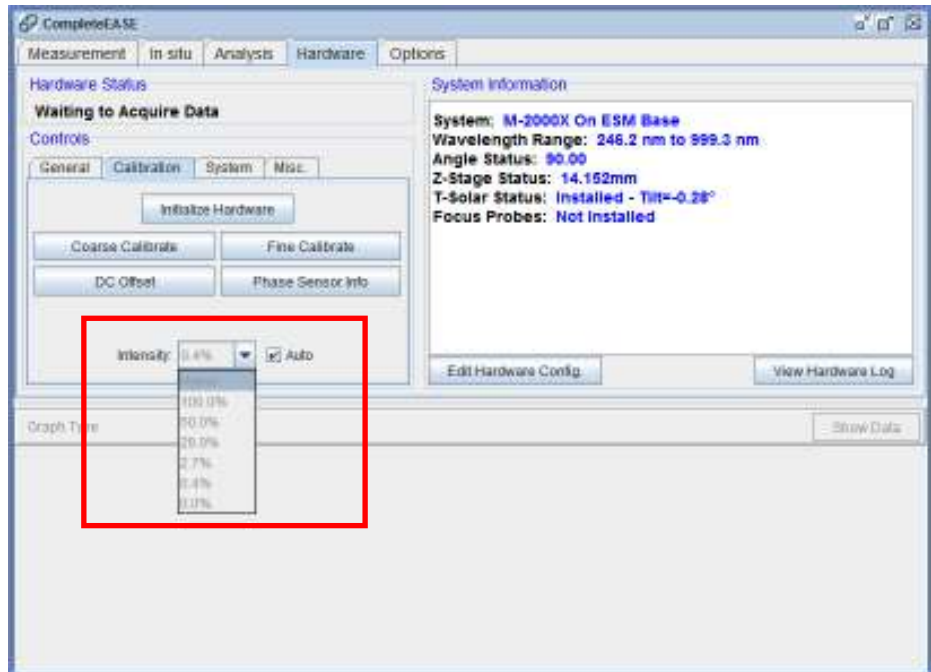 CompleteEASE
Measurement In situ Analysis Hardware Options
Hardware Status
Waiting to Acquire Data
Controls
General Calibration System Misc.
Initialize Hardware
Coarse Calibrate Fine Calibrate
DC Offset Phase Sensor Info
Intensity: 0.4% Auto
100.0%
50.0%
20.0%
2.7%
0.4%
0.0%
System Information
System: M-2000X On ESM Base
Wavelength Range: 246.2 nm to 999.3 nm
Angle Status: 90.00
Z-Stage Status: 14.152mm
T-Solar Status: Installed - Tilt=-0.28°
Focus Probes: Not Installed
Edit Hardware Config. View Hardware Log
Graph Type Show Data